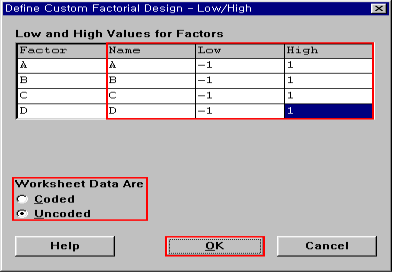 Define Custom Factorial Design - Low/High
Low and High Values for Factors
Factor Name Low High
A A -1 1
B B -1 1
C C -1 1
D D -1 1
Worksheet Data Are
Coded
Uncoded
Help OK Cancel